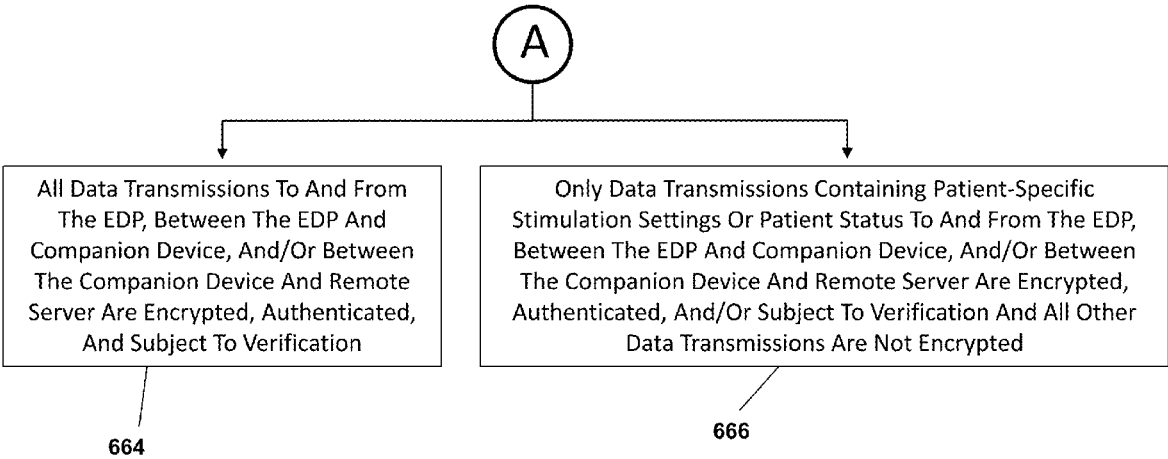 A
All Data Transmissions To And From
The EDP, Between The EDP And
Companion Device, And/Or Between
The Companion Device And Remote
Server Are Encrypted, Authenticated,
And Subject To Verification
664
Only Data Transmissions Containing Patient-Specific
Stimulation Settings Or Patient Status To And From The EDP,
Between The EDP And Companion Device, And/Or Between
The Companion Device And Remote Server Are Encrypted,
Authenticated, And/Or Subject To Verification And All Other
Data Transmissions Are Not Encrypted
666